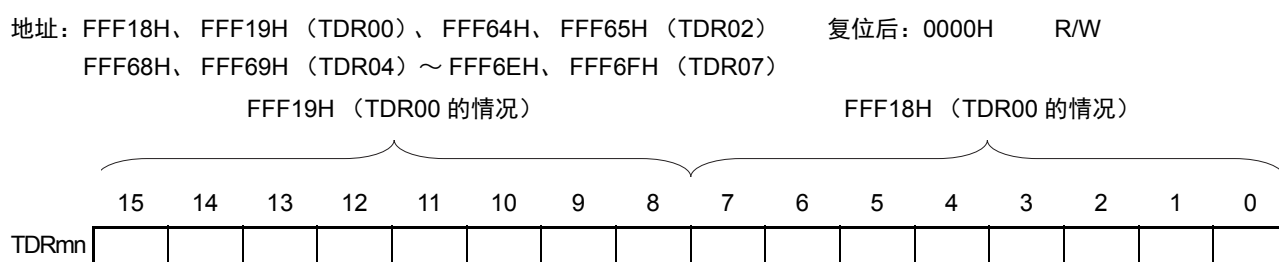 地址：FFF18H、 FFF19H （TDR00）、 FFF64H、 FFF65H （TDR02） 复位后：0000H R/W
FFF68H、 FFF69H （TDR04）～ FFF6EH、 FFF6FH （TDR07）
FFF19H （TDR00 的情况） FFF18H （TDR00 的情况）
15 14 13 12 11 10 9 8 7 6 5 4 3 2 1 0
TDRmn